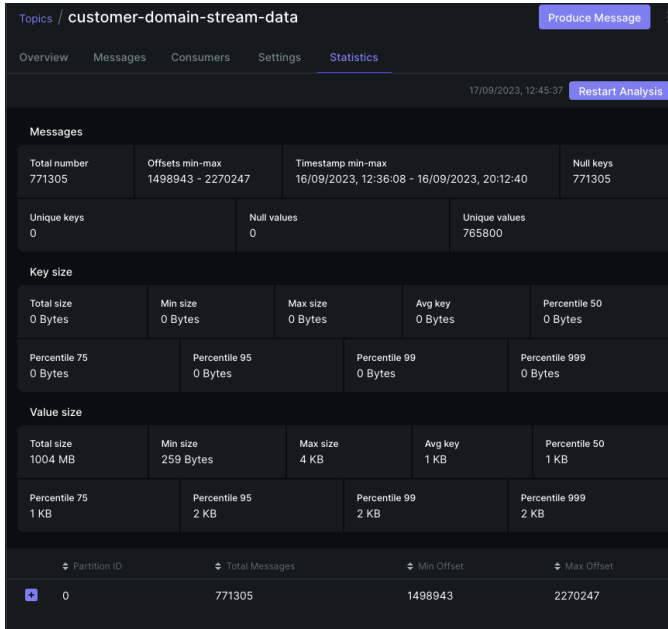 Topics / customer-domain-stream-data Produce Message
Overview Messages Consumers Settings Statistics
17/09/2023, 12:45:37 Restart Analysis
Messages
Total number Offsets min-max Timestamp min-max Null keys
771305 1498943 - 2270247 16/09/2023, 12:36:08 - 16/09/2023, 20:12:40 771305
Unique keys Null values Unique values
0 0 765800
Key size
Total size Min size Max size Avg key Percentile 50
0 Bytes 0 Bytes 0 Bytes 0 Bytes 0 Bytes
Percentile 75 Percentile 95 Percentile 99 Percentile 999
0 Bytes 0 Bytes 0 Bytes 0 Bytes
Value size
Total size Min size Max size Avg key Percentile 50
1004 MB 259 Bytes 4 KB 1 KB 1 KB
Percentile 75 Percentile 95 Percentile 99 Percentile 999
1 KB 2 KB 2 KB 2 KB
Partition ID Total Messages Min Offset Max Offset
0 771305 1498943 2270247